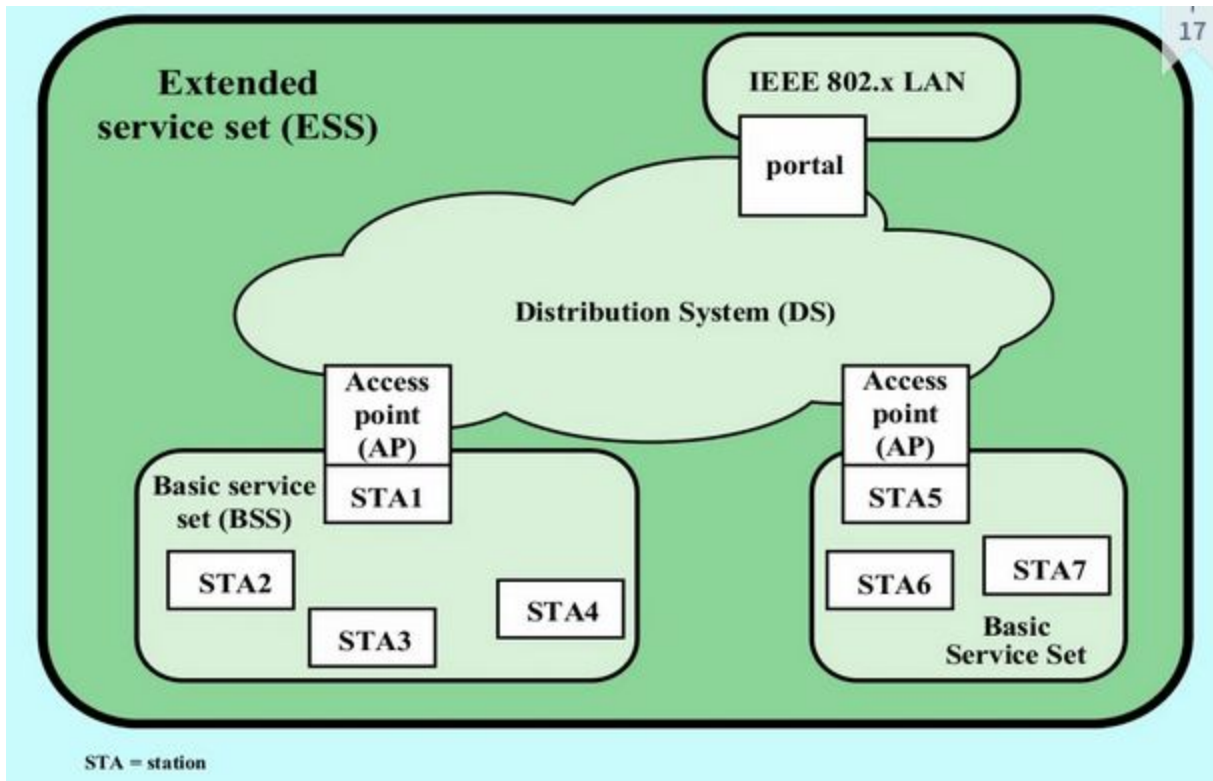 17
Extended
service set (ESS)
IEEE 802.x LAN
portal
Distribution System (DS)
Access
point
(AP)
Access
point
(AP)
Basic service
set (BSS)
STA1
STA5
STA2
STA3
STA4
STA6
STA7
Basic
Service Set
STA = station